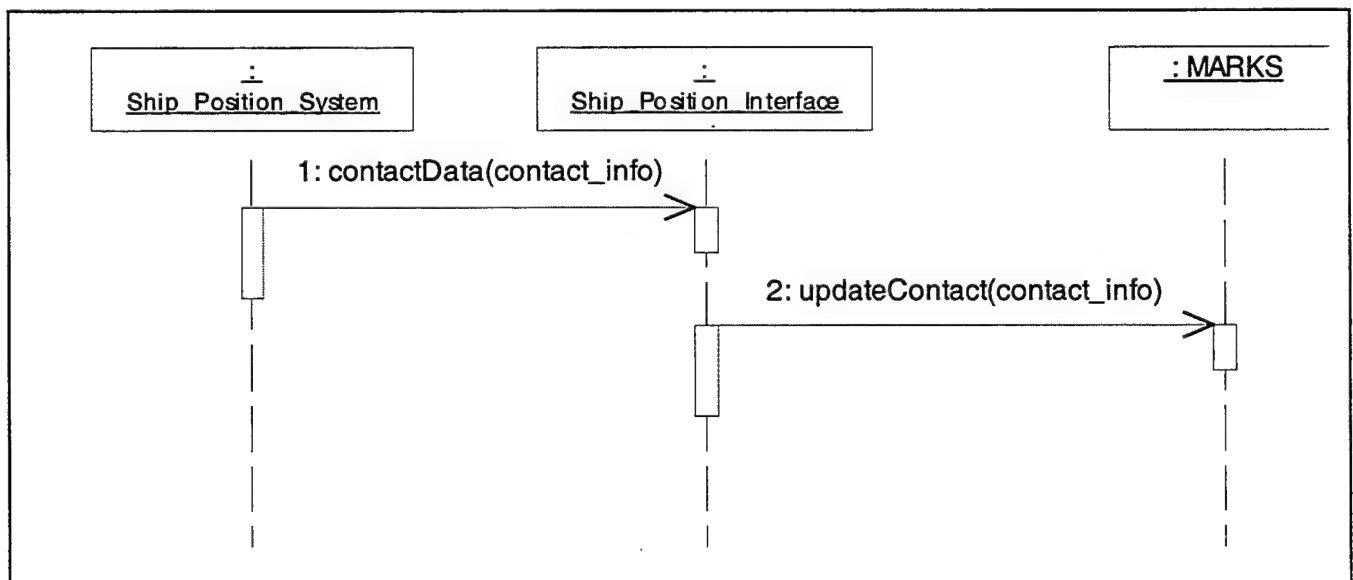 :
Ship_Position_System
:
Ship_Position_Interface
: MARKS
1: contactData(contact_info)
2: updateContact(contact_info)